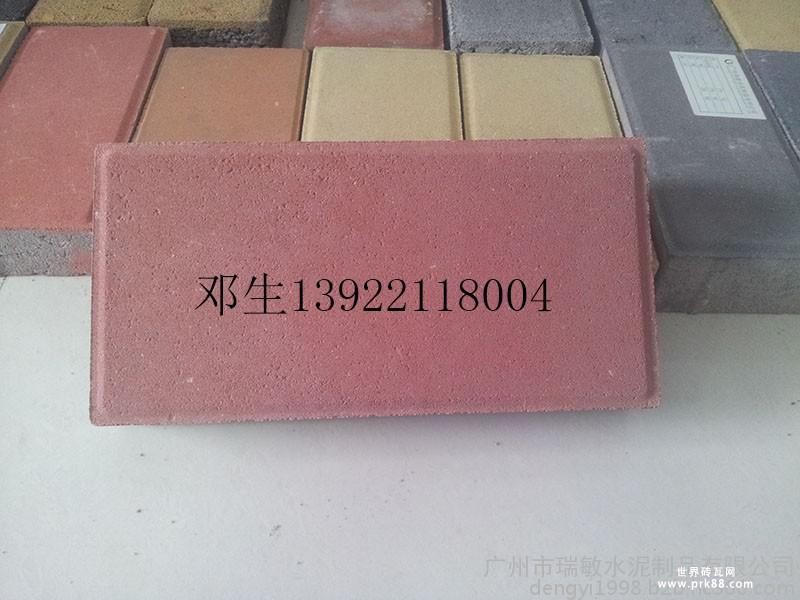 邓生13922118004
广州市瑞敏水泥制品有限公司
dengyi1998.b
世界砖瓦网
www.prk88.com